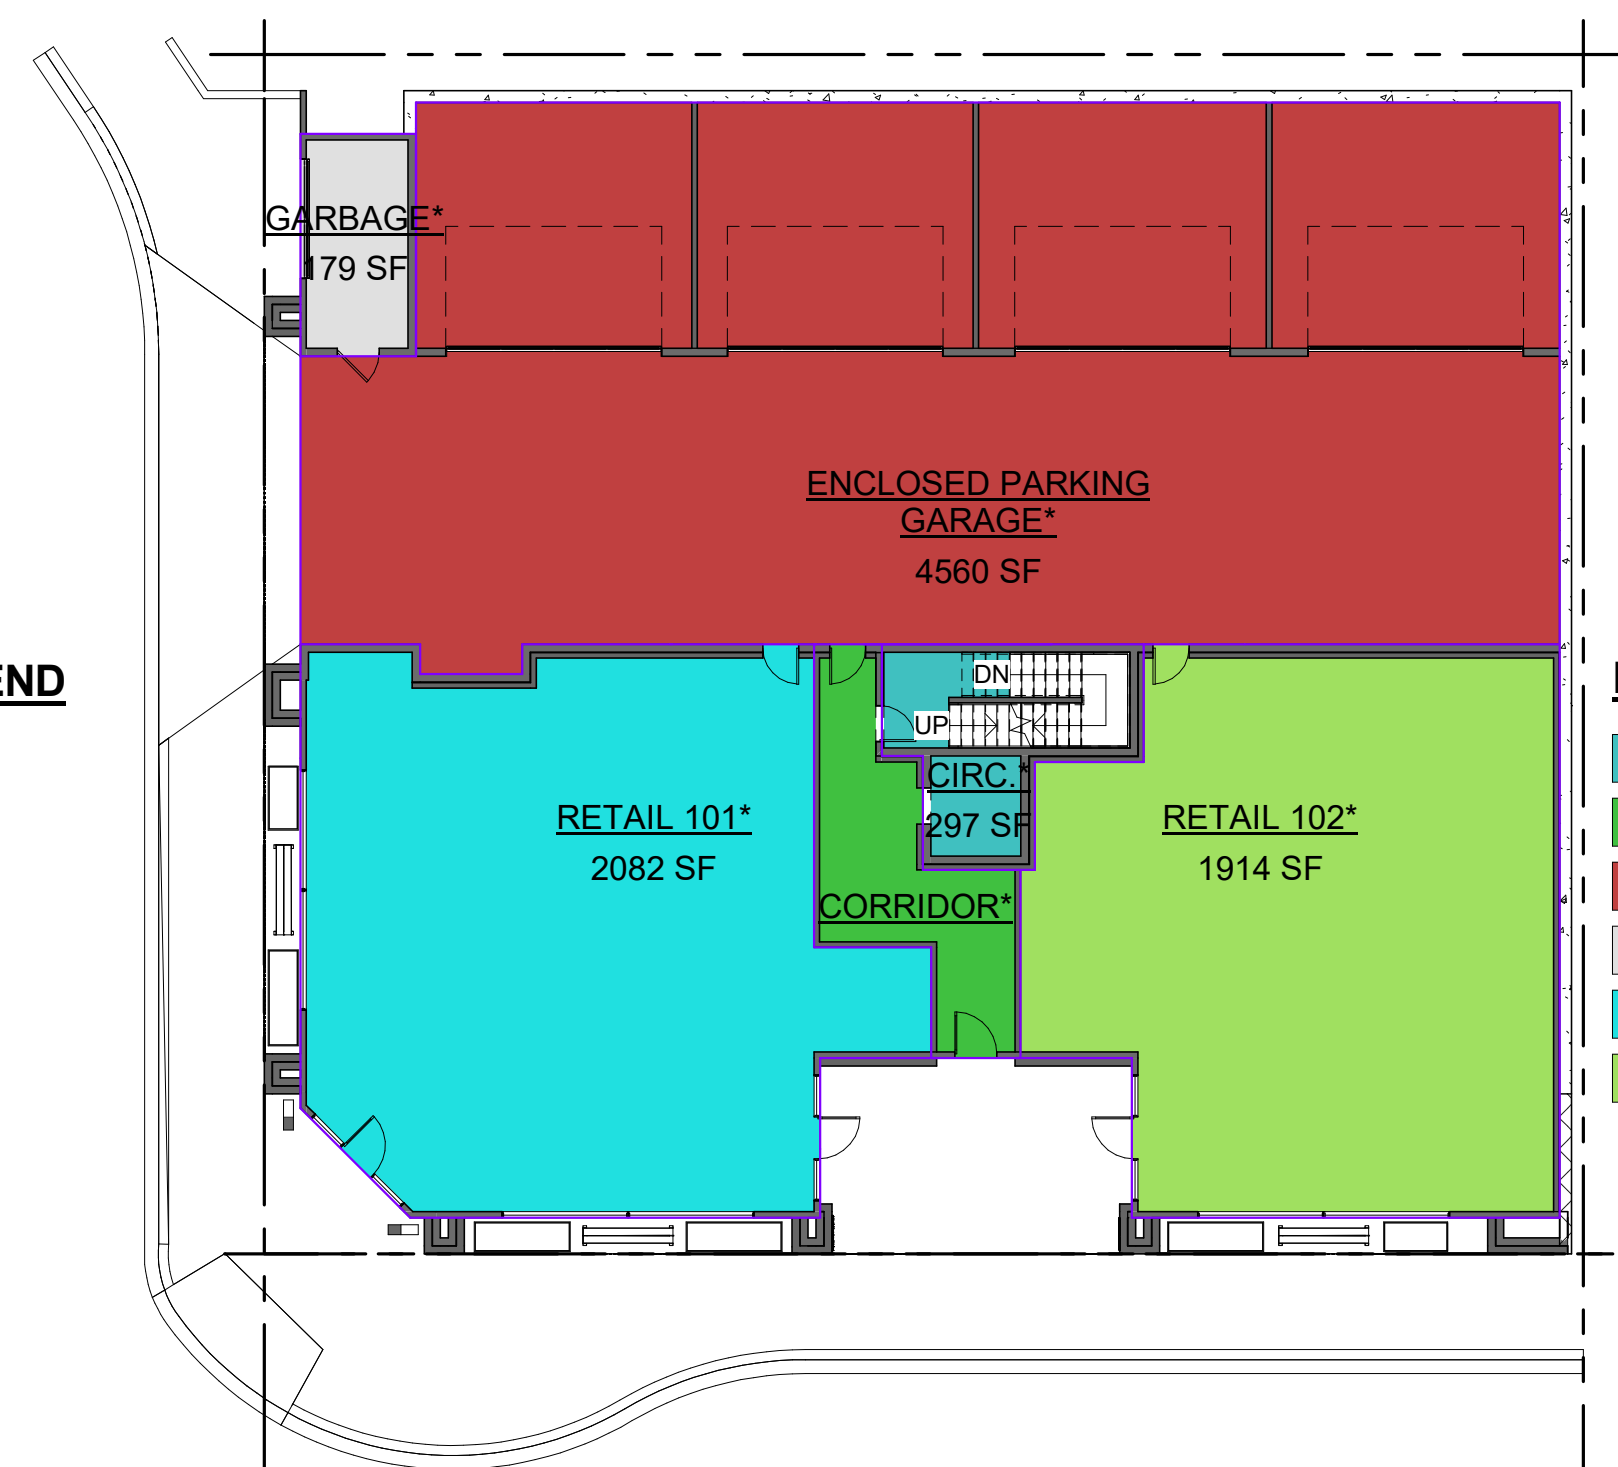 GARBAGE*
179 SF
ENCLOSED PARKING
GARAGE*
4560 SF
DN
UP
CIRC.*
297 SF
RETAIL 101*
2082 SF
RETAIL 102*
1914 SF
CORRIDOR*
END